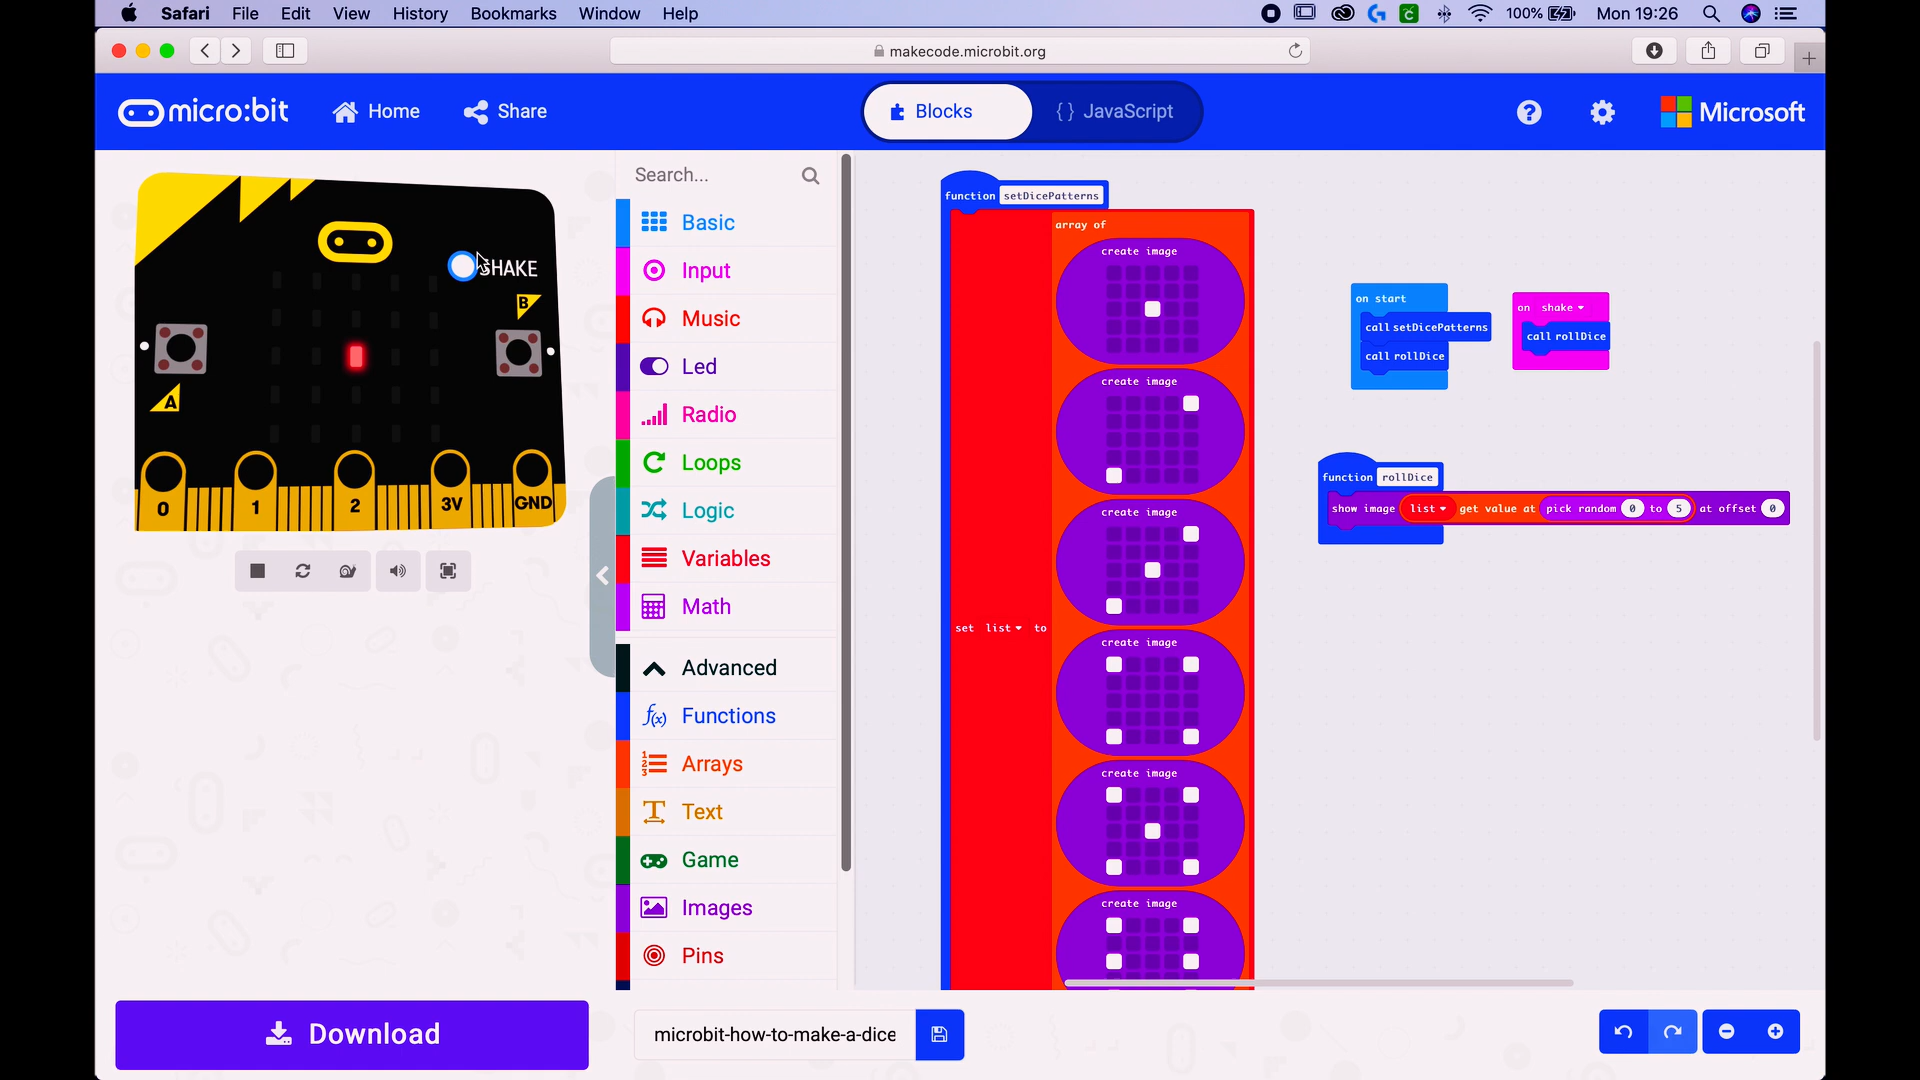 Safari File Edit View History Bookmarks Window Help
100% Mon 19:26
makecode.microbit.org
micro:bit Home Share
Blocks {} JavaScript
? Microsoft
SHAKE
B
A
0 1 2 3V GND
Download
Search...
Basic
Input
Music
Led
Radio
Loops
Logic
Variables
Math
Advanced
Functions
Arrays
Text
Game
Images
Pins
microbit-how-to-make-a-dice
function setDicePatterns
set list to
array of
create image
create image
create image
create image
create image
create image
on start
call setDicePatterns
call rollDice
on shake
call rollDice
function rollDice
show image list get value at pick random 0 to 5 at offset 0